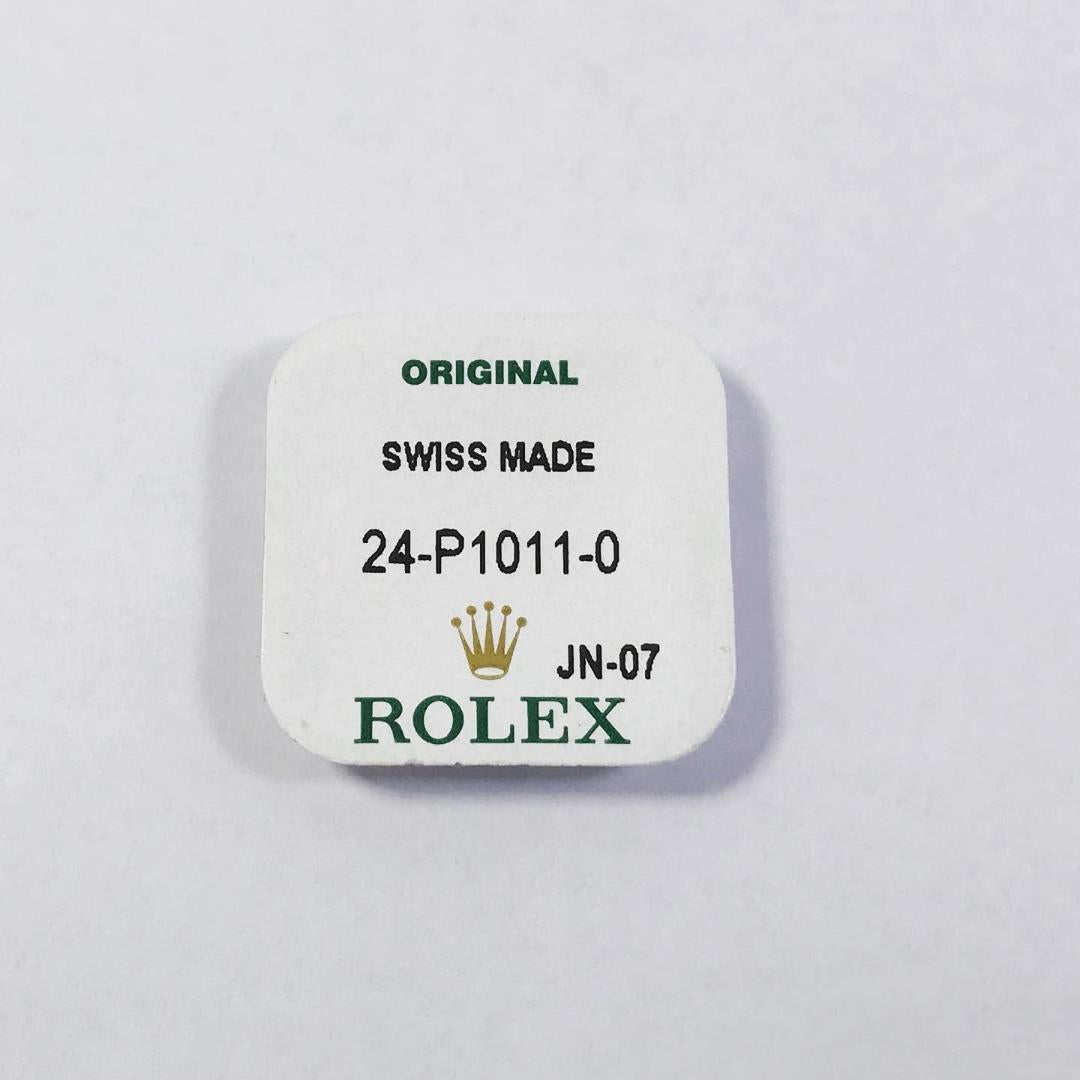 ORIGINAL
SWISS MADE
24-P1011-0
JN-07
ROLEX